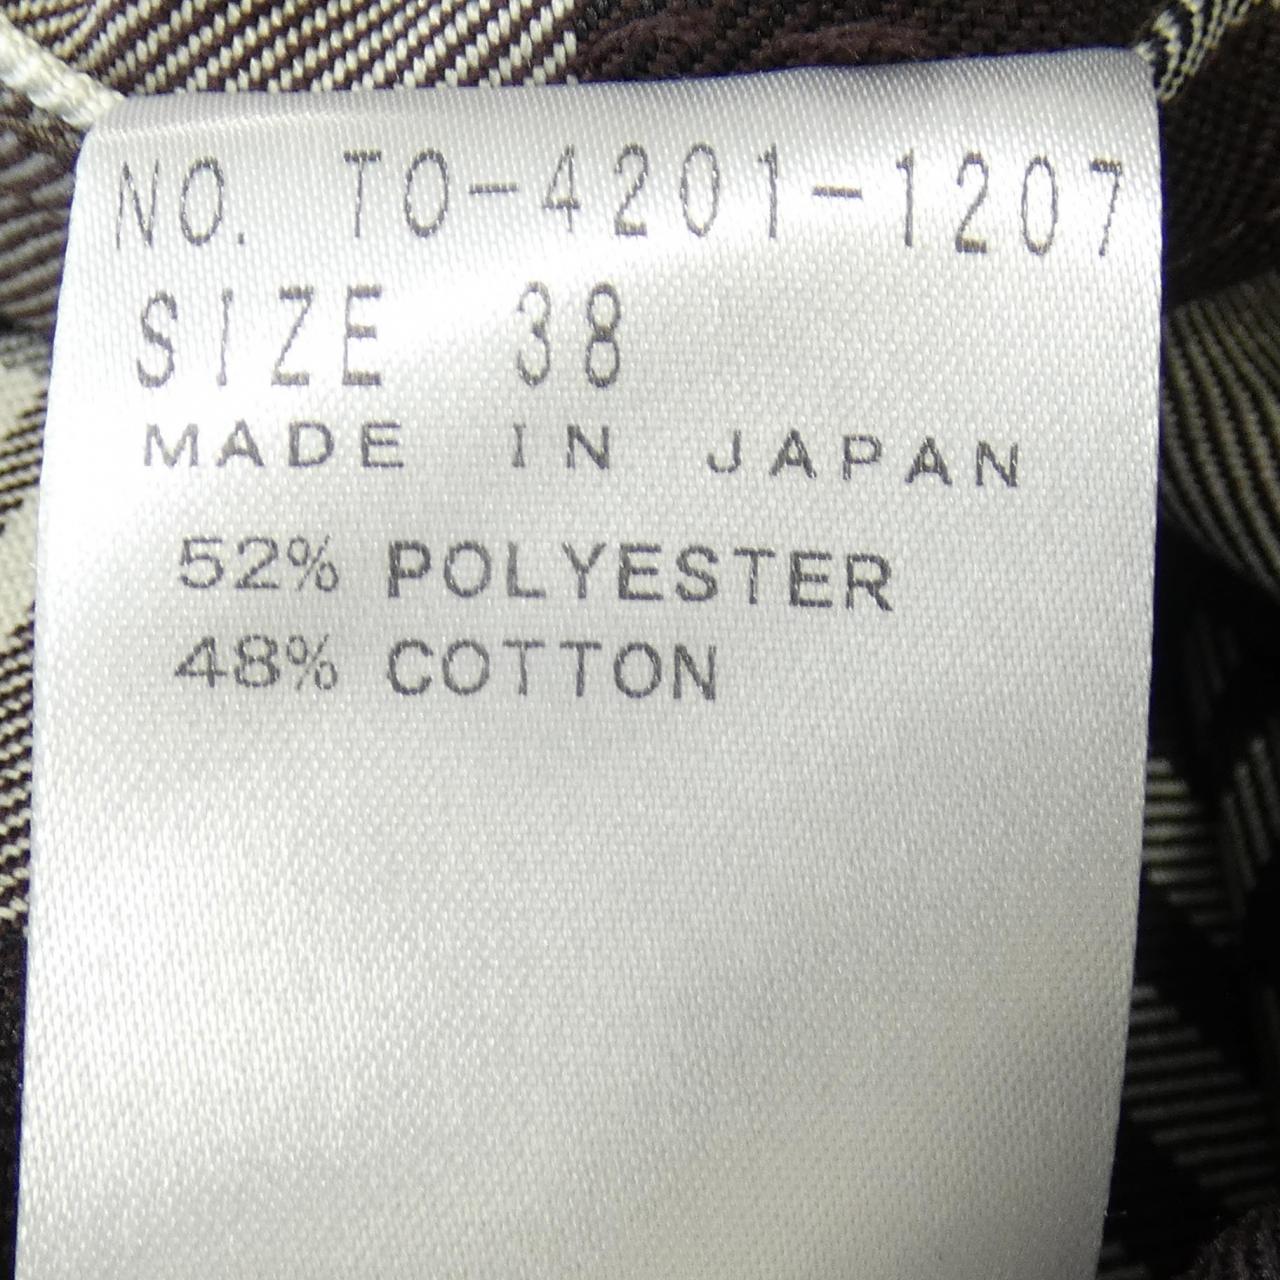 NO. TO-4201-1207
SIZE 38
MADE IN JAPAN
52% POLYESTER
48% COTTON